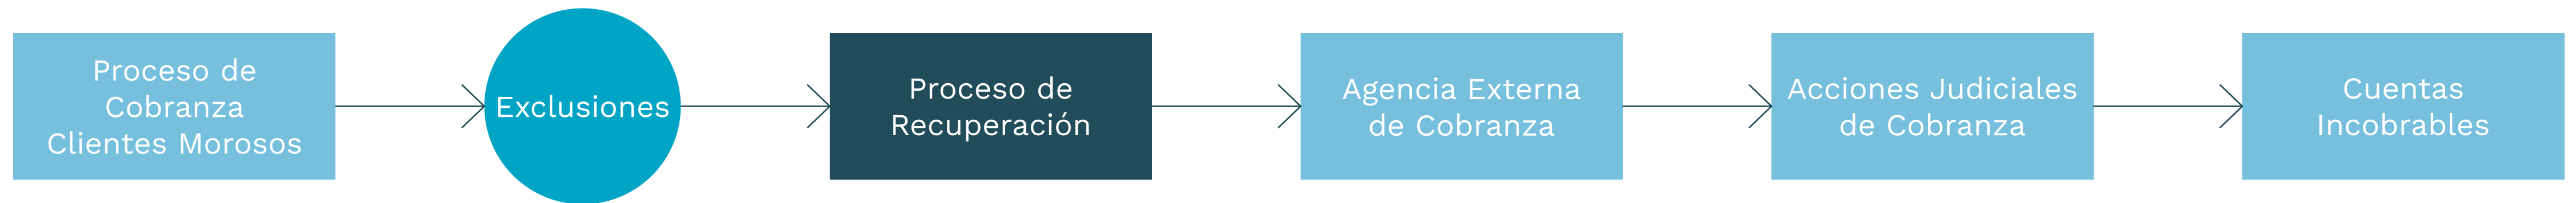 Proceso de
Cobranza
Clientes Morosos
Exclusiones
Proceso de
Recuperación
Agencia Externa
de Cobranza
Acciones Judiciales
de Cobranza
Cuentas
Incobrables